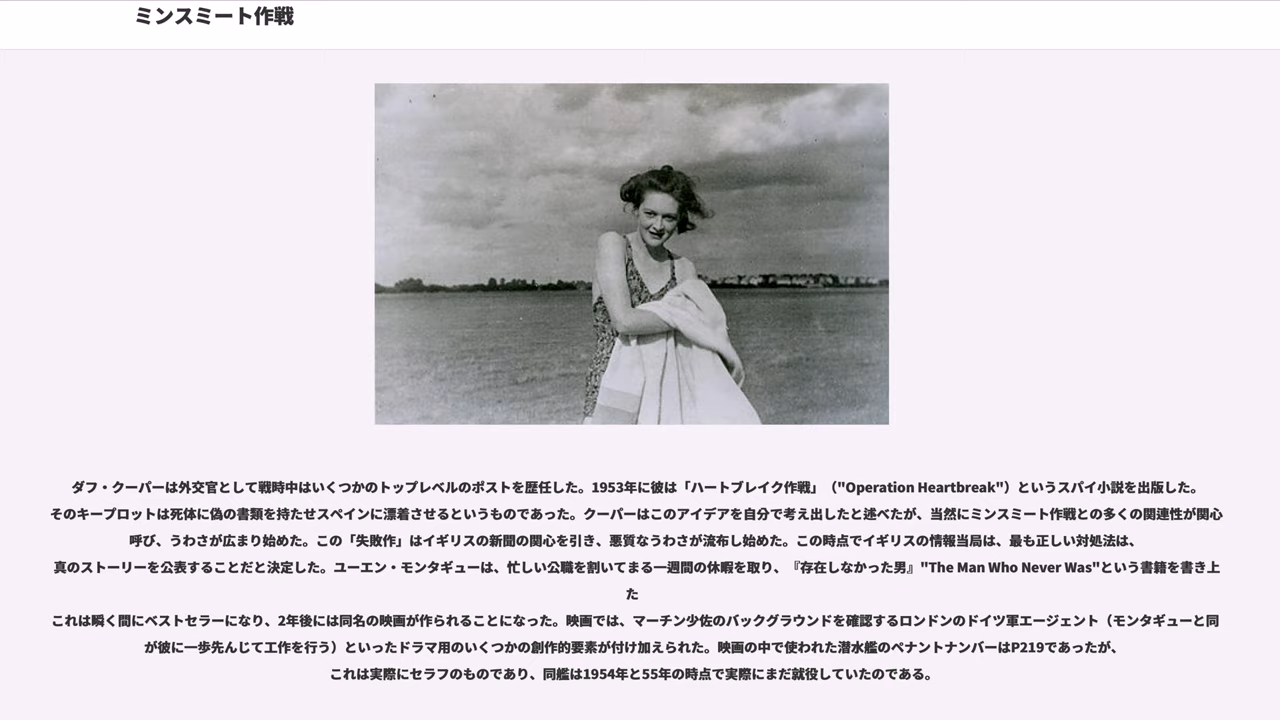 ミンスミート作戦
ダフ・クーパーは外交官として戦時中はいくつかのトップレベルのポストを歴任した。1953年に彼は「ハートブレイク作戦」（"Operation Heartbreak"）というスパイ小説を出版した。
そのキープロットは死体に偽の書類を持たせスペインに漂着させるというものであった。クーパーはこのアイデアを自分で考え出したと述べたが、当然にミンスミート作戦との多くの関連性が関心
呼び、うわさが広まり始めた。この「失敗作」はイギリスの新聞の関心を引き、悪質なうわさが流布し始めた。この時点でイギリスの情報当局は、最も正しい対処法は、
真のストーリーを公表することだと決定した。ユーエン・モンタギューは、忙しい公職を割いてまる一週間の休暇を取り、『存在しなかった男』"The Man Who Never Was"という書籍を書き上
た
これは瞬く間にベストセラーになり、2年後には同名の映画が作られることになった。映画では、マーチン少佐のバックグラウンドを確認するロンドンのドイツ軍エージェント（モンタギューと同
が彼に一歩先んじて工作を行う）といったドラマ用のいくつかの創作的要素が付け加えられた。映画の中で使われた潜水艦のペナントナンバーはP219であったが、
これは実際にセラフのものであり、同艦は1954年と55年の時点で実際にまだ就役していたのである。